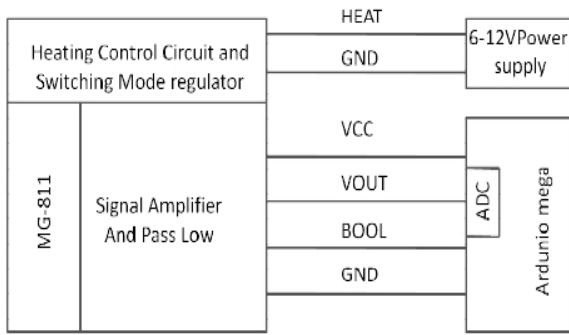 HEAT
6-12VPower
supply
Heating Control Circuit and
Switching Mode regulator
GND
VCC
MG-811
Signal Amplifier
And Pass Low
VOUT
ADC
Ardunio mega
BOOL
GND